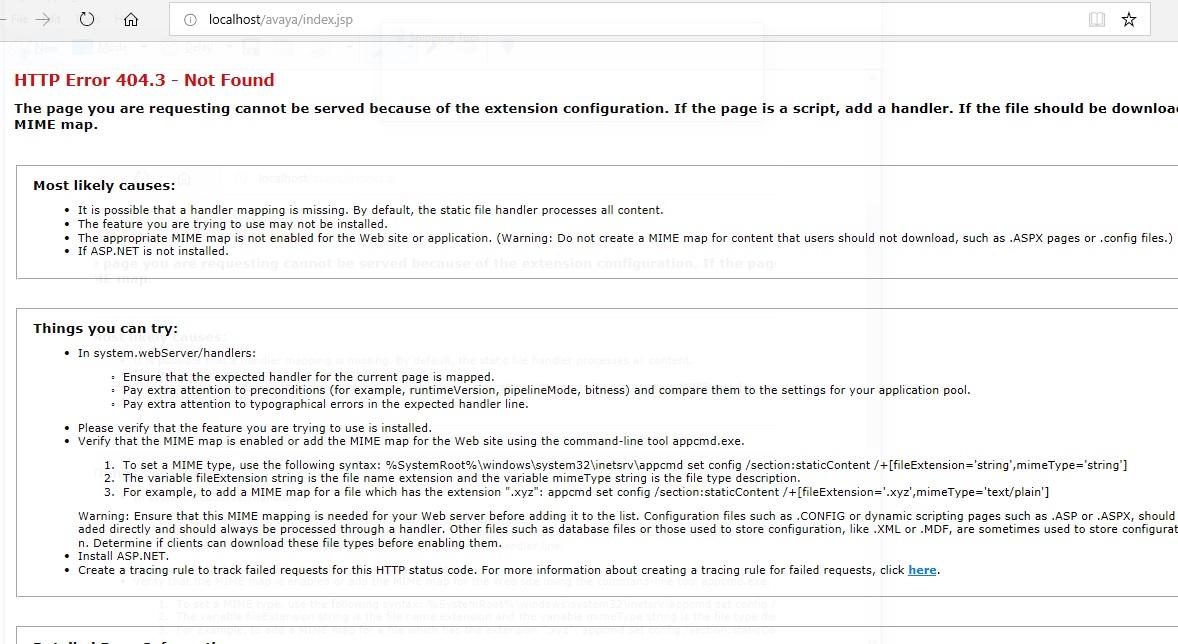 localhost/avaya/index.jsp
HTTP Error 404.3 - Not Found
The page you are requesting cannot be served because of the extension configuration. If the page is a script, add a handler. If the file should be downloa
MIME map.
Most likely causes:
• It is possible that a handler mapping is missing. By default, the static file handler processes all content.
• The feature you are trying to use may not be installed.
• The appropriate MIME map is not enabled for the Web site or application. (Warning: Do not create a MIME map for content that users should not download, such as .ASPX pages or .config files.)
• If ASP.NET is not installed.
Things you can try:
• In system.webServer/handlers:
◦ Ensure that the expected handler for the current page is mapped.
◦ Pay extra attention to preconditions (for example, runtimeVersion, pipelineMode, bitness) and compare them to the settings for your application pool.
◦ Pay extra attention to typographical errors in the expected handler line.
• Please verify that the feature you are trying to use is installed.
• Verify that the MIME map is enabled or add the MIME map for the Web site using the command-line tool appcmd.exe.
1. To set a MIME type, use the following syntax: %SystemRoot%\windows\system32\inetsrv\appcmd set config /section:staticContent /+[fileExtension='string',mimeType='string']
2. The variable fileExtension string is the file name extension and the variable mimeType string is the file type description.
3. For example, to add a MIME map for a file which has the extension ".xyz": appcmd set config /section:staticContent /+[fileExtension='.xyz',mimeType='text/plain']
Warning: Ensure that this MIME mapping is needed for your Web server before adding it to the list. Configuration files such as .CONFIG or dynamic scripting pages such as .ASP or .ASPX, should
aded directly and should always be processed through a handler. Other files such as database files or those used to store configuration, like .XML or .MDF, are sometimes used to store configurat
n. Determine if clients can download these file types before enabling them.
• Install ASP.NET.
• Create a tracing rule to track failed requests for this HTTP status code. For more information about creating a tracing rule for failed requests, click here.